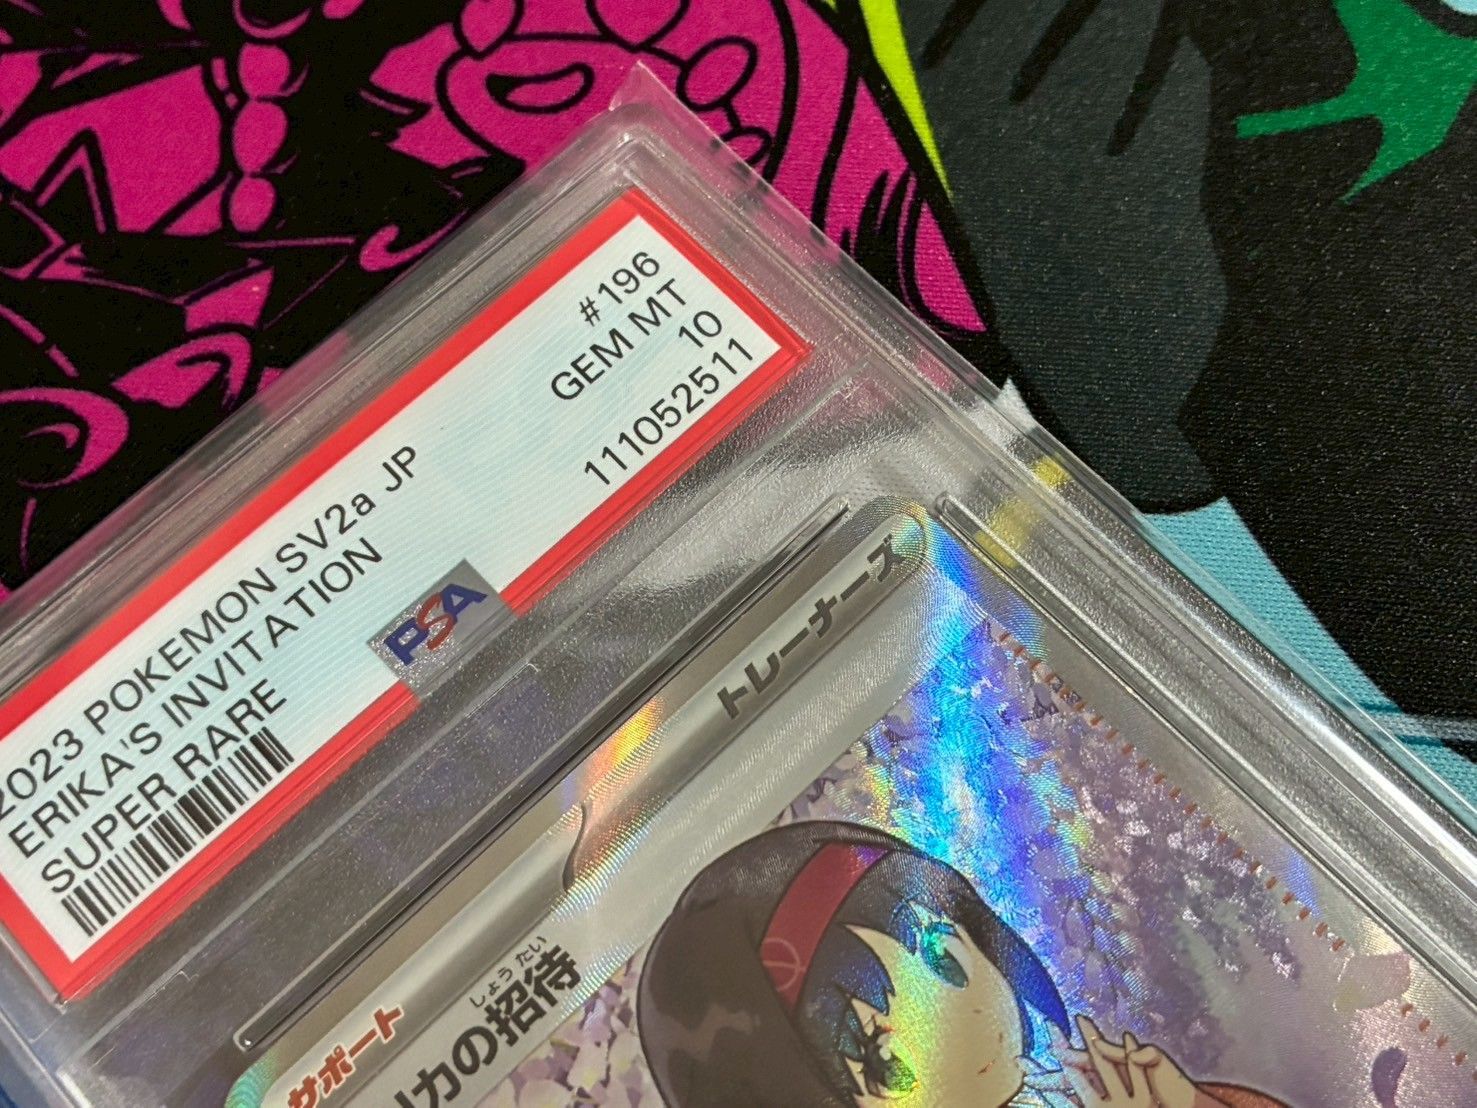 2023 POKEMON SV2a JP
ERIKA'S INVITATION
SUPER RARE
#196
GEM MT
10
111052511
PSA
トレーナーズ
サポート
しょうたい
カの招待